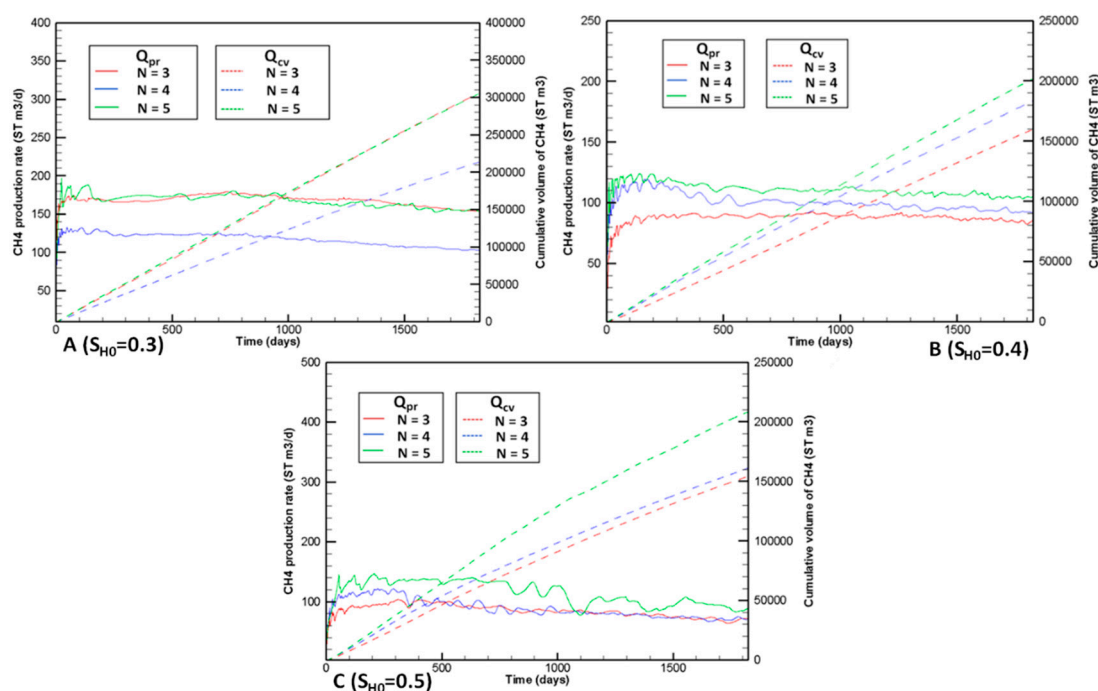 CH4 production rate (ST m3/d)
400
350
300
250
200
150
100
50
0
500
1000
1500
Time (days)
Cumulative volume of CH4 (ST m3)
400000
350000
300000
250000
200000
150000
100000
50000
0
Qpr
N = 3
N = 4
N = 5
Qcv
N = 3
N = 4
N = 5
A (SH0=0.3)
CH4 production rate (ST m3/d)
250
200
150
100
50
0
500
1000
1500
Time (days)
Cumulative volume of CH4 (ST m3)
250000
200000
150000
100000
50000
0
Qpr
N = 3
N = 4
N = 5
Qcv
N = 3
N = 4
N = 5
B (SH0=0.4)
CH4 production rate (ST m3/d)
500
400
300
200
100
0
500
1000
1500
Time (days)
Cumulative volume of CH4 (ST m3)
250000
200000
150000
100000
50000
0
Qpr
N = 3
N = 4
N = 5
Qcv
N = 3
N = 4
N = 5
C (SH0=0.5)